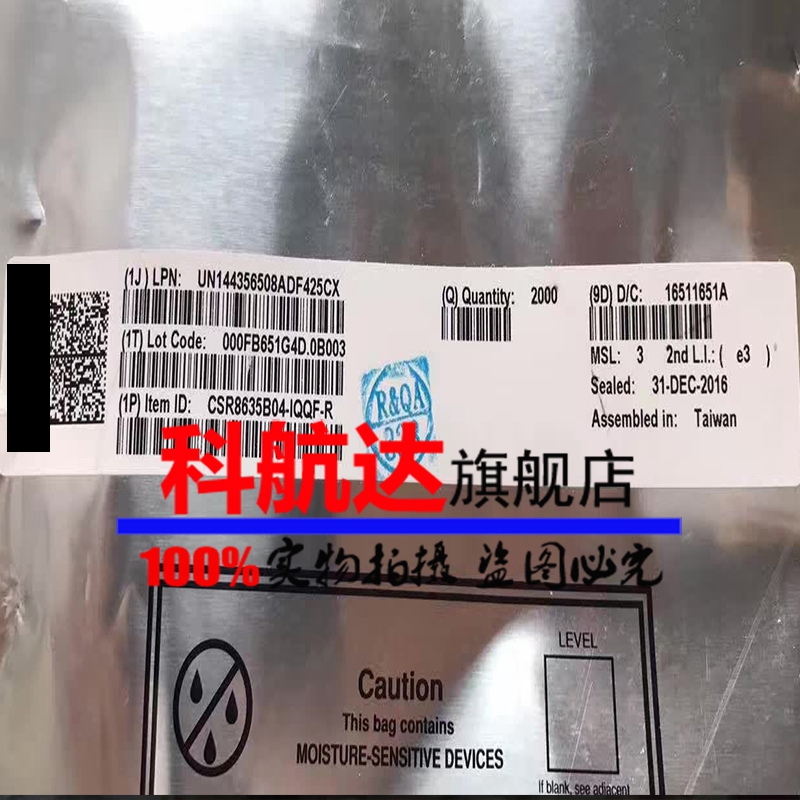 (1J) LPN: UN144356508ADF425CX
(Q) Quantity: 2000
(9D) D/C: 16511651A
(1T) Lot Code: 000FB651G4D.0B003
MSL: 3 2nd L.I.: ( e3 )
Sealed: 31-DEC-2016
(1P) Item ID: CSR8635B04-IQQF-R
Assembled in: Taiwan
R&QA
科航达旗舰店
100%实物拍摄 盗图必究
LEVEL
Caution
This bag contains
MOISTURE-SENSITIVE DEVICES
If blank, see adjacent